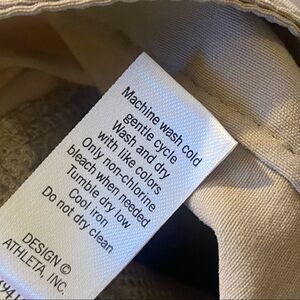 Machine wash cold
gentle cycle
Wash and dry
with like colors
Only non-chlorine
bleach when needed
Tumble dry low
Cool iron
Do not dry clean
DESIGN ©
ATHLETA, INC.